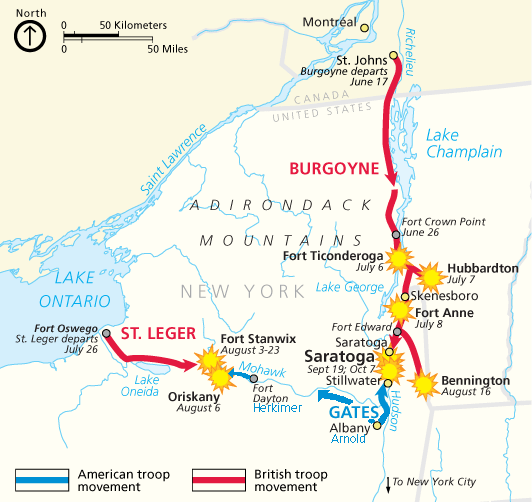 North
0 50 Kilometers
0 50 Miles
Montréal
Richelieu
St. Johns
Burgoyne departs
June 17
CANADA
UNITED STATES
Saint Lawrence
Lake
Champlain
BURGOYNE
ADIRONDACK
MOUNTAINS
Fort Crown Point
June 26
Fort Ticonderoga
July 6
Hubbardton
July 7
Lake George
Skenesboro
LAKE
ONTARIO
NEW YORK
Fort Anne
July 8
Fort Oswego
St. Leger departs
July 26
ST. LEGER
Fort Edward
Fort Stanwix
August 3-23
Saratoga
Saratoga
Sept 19; Oct 7
Mohawk
Lake
Oneida
Stillwater
Bennington
August 16
Oriskany
August 6
Fort
Dayton
Herkimer
Hudson
GATES
Albany
Arnold
American troop
movement
British troop
movement
To New York City